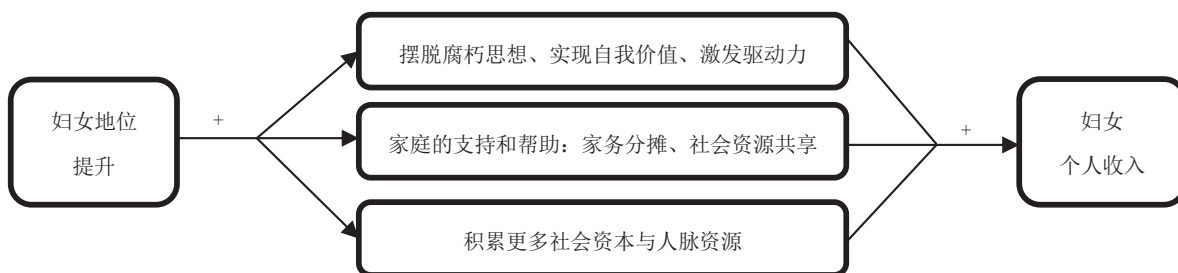 妇女地位
提升
+
摆脱腐朽思想、实现自我价值、激发驱动力
家庭的支持和帮助：家务分摊、社会资源共享
积累更多社会资本与人脉资源
+
妇女
个人收入